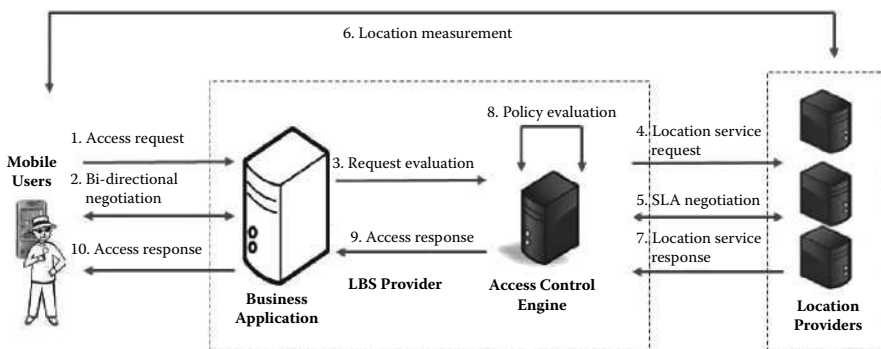 6. Location measurement
8. Policy evaluation
1. Access request
4. Location service
request
Mobile
Users
2. Bi-directional
negotiation
3. Request evaluation
5. SLA negotiation
10. Access response
9. Access response
7. Location service
response
Business
Application
LBS Provider
Access Control
Engine
Location
Providers